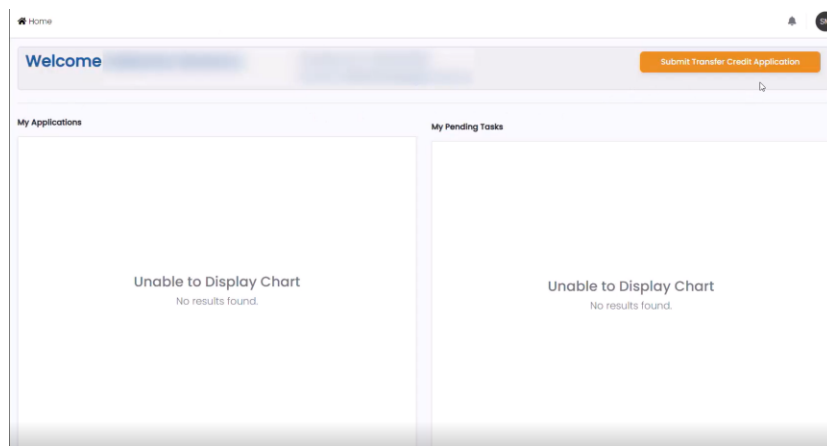 Home
Welcome
Submit Transfer Credit Application
My Applications
My Pending Tasks
Unable to Display Chart
No results found.
Unable to Display Chart
No results found.